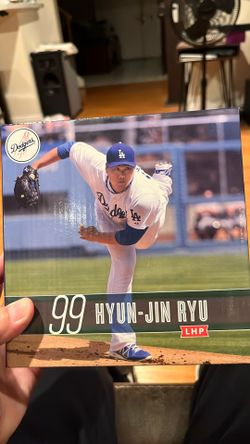 Dodgers
LA
Dodgers
99 HYUN-JIN RYU
LHP